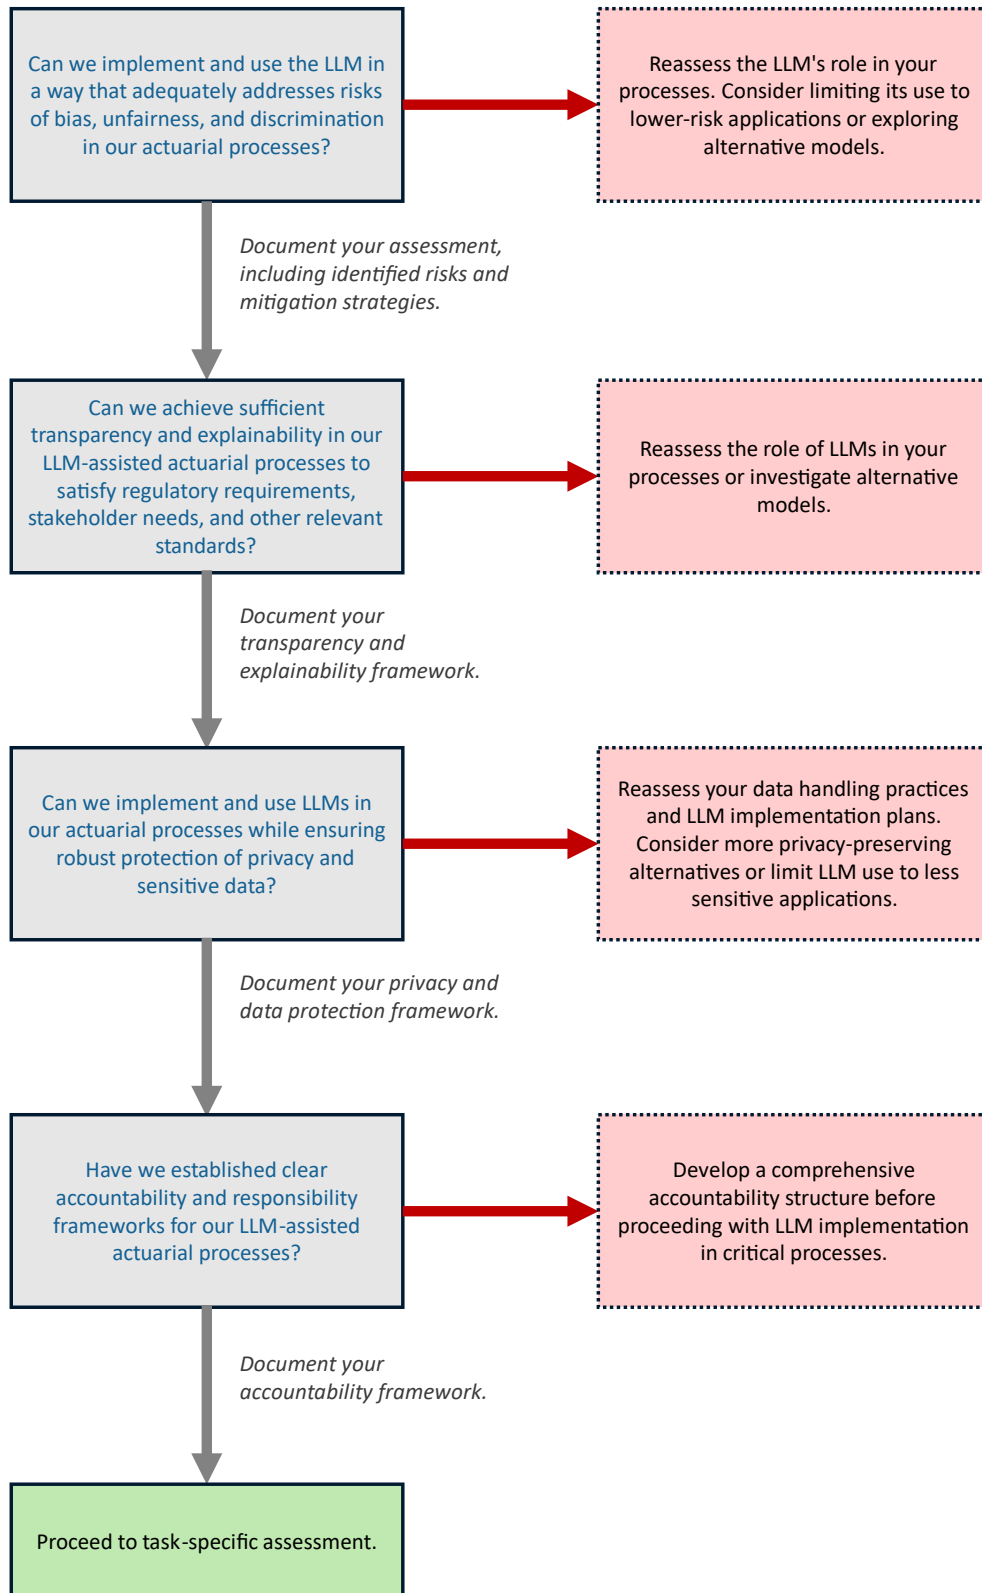 Can we implement and use the LLM in
a way that adequately addresses risks
of bias, unfairness, and discrimination
in our actuarial processes?
Reassess the LLM's role in your
processes. Consider limiting its use to
lower-risk applications or exploring
alternative models.
Document your assessment,
including identified risks and
mitigation strategies.
Can we achieve sufficient
transparency and explainability in our
LLM-assisted actuarial processes to
satisfy regulatory requirements,
stakeholder needs, and other relevant
standards?
Reassess the role of LLMs in your
processes or investigate alternative
models.
Document your
transparency and
explainability framework.
Can we implement and use LLMs in
our actuarial processes while ensuring
robust protection of privacy and
sensitive data?
Reassess your data handling practices
and LLM implementation plans.
Consider more privacy-preserving
alternatives or limit LLM use to less
sensitive applications.
Document your privacy and
data protection framework.
Have we established clear
accountability and responsibility
frameworks for our LLM-assisted
actuarial processes?
Develop a comprehensive
accountability structure before
proceeding with LLM implementation
in critical processes.
Document your
accountability framework.
Proceed to task-specific assessment.